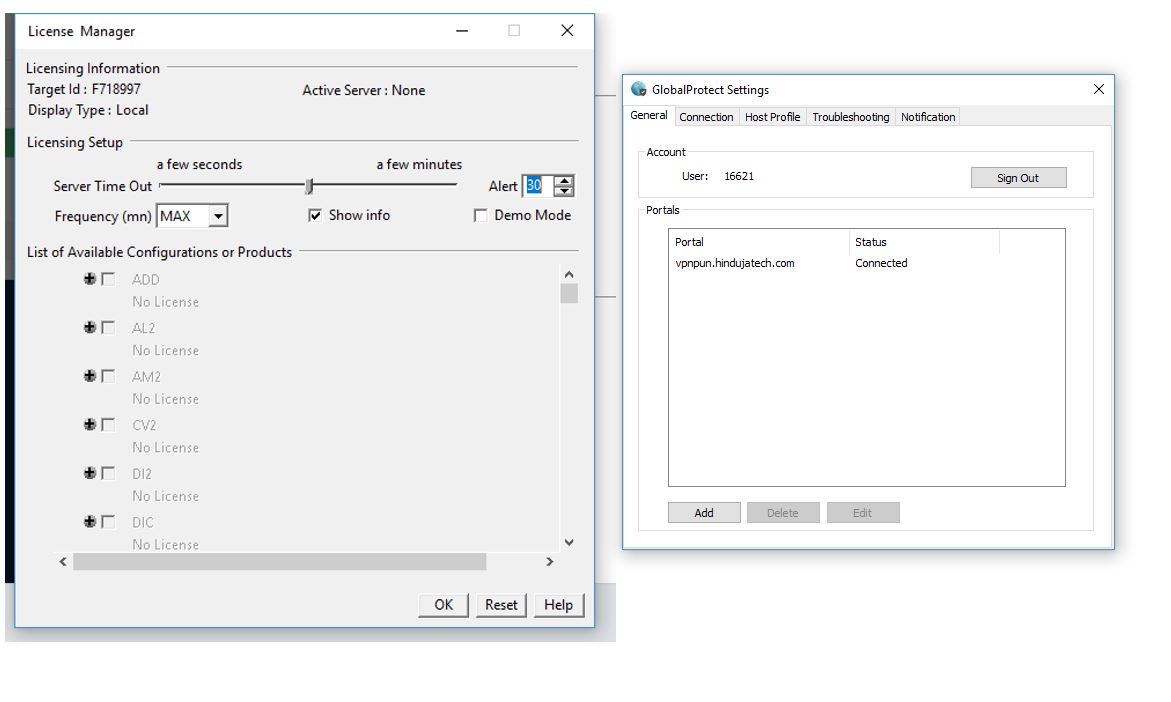 License Manager
Licensing Information
Target Id : F718997
Active Server : None
Display Type : Local
Licensing Setup
a few seconds
a few minutes
Server Time Out
Alert 30
Frequency (mn) MAX
Show info
Demo Mode
List of Available Configurations or Products
ADD
No License
AL2
No License
AM2
No License
CV2
No License
DI2
No License
DIC
No License
OK
Reset
Help
GlobalProtect Settings
General
Connection
Host Profile
Troubleshooting
Notification
Account
User: 16621
Sign Out
Portals
Portal
Status
vpnpun.hindujatech.com
Connected
Add
Delete
Edit